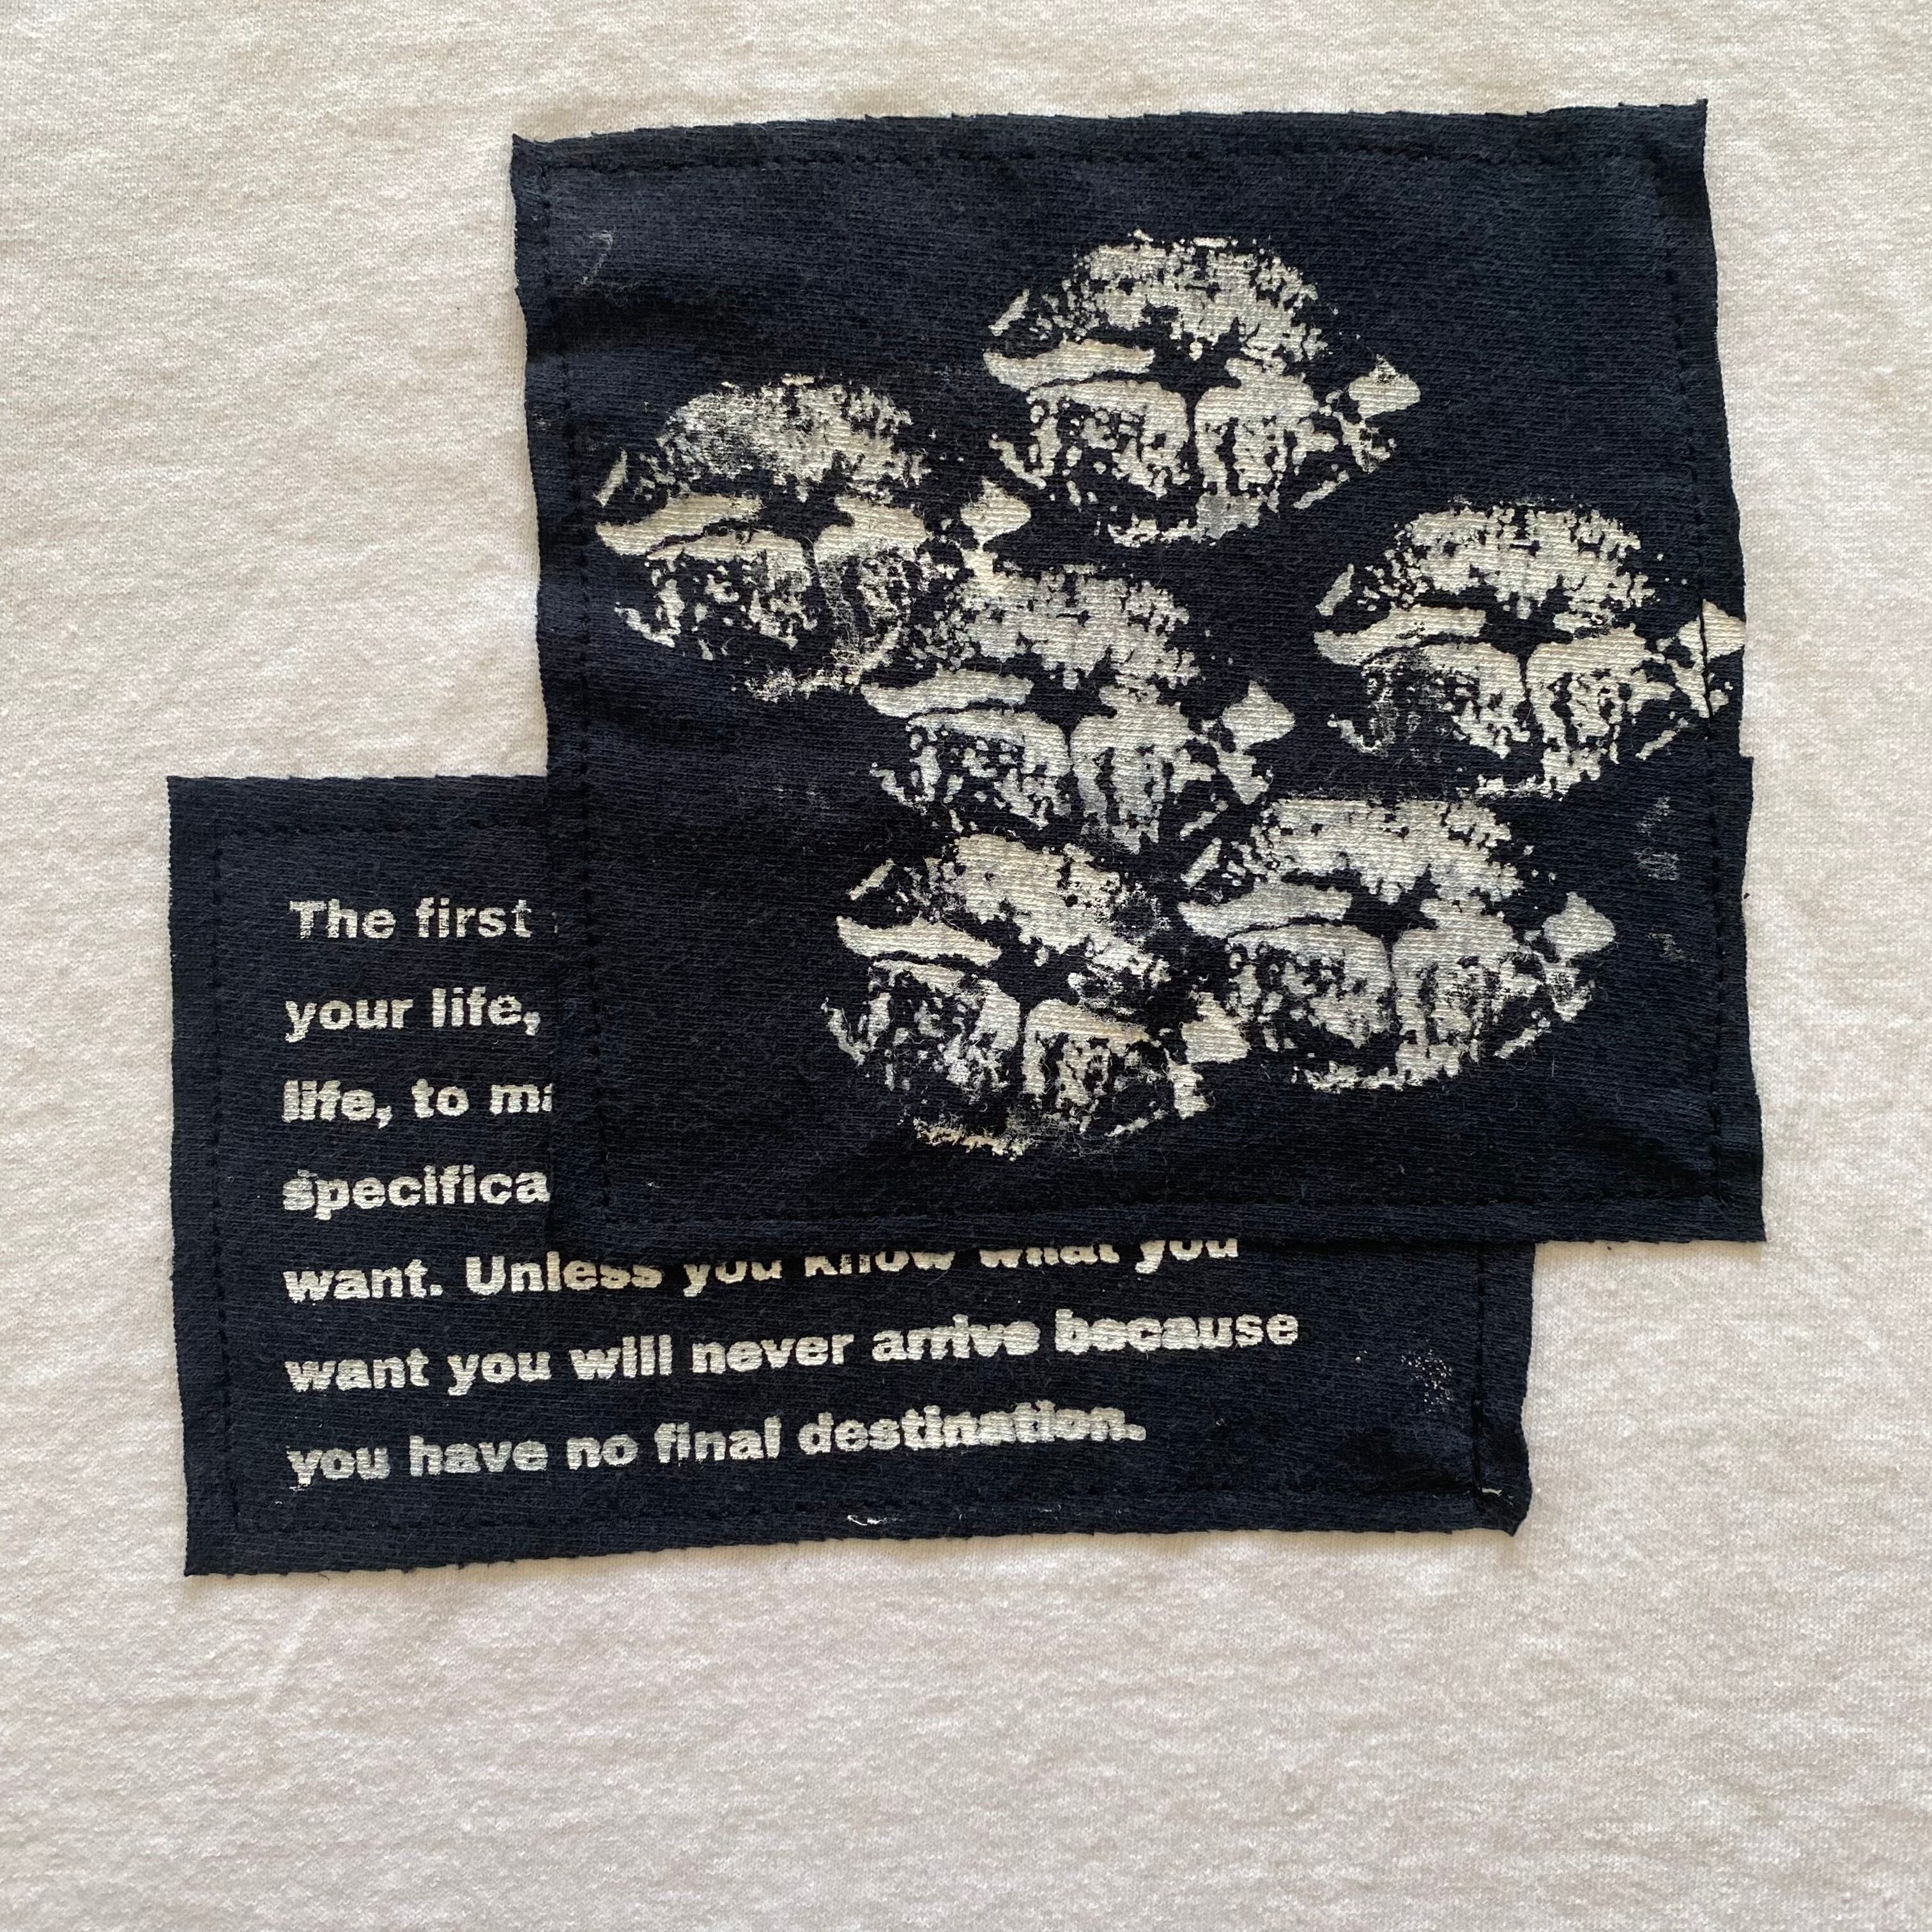 The first
your life,
life, to
specifica
want. Unless you know what you
want you will never arrive because
you have no final destination.